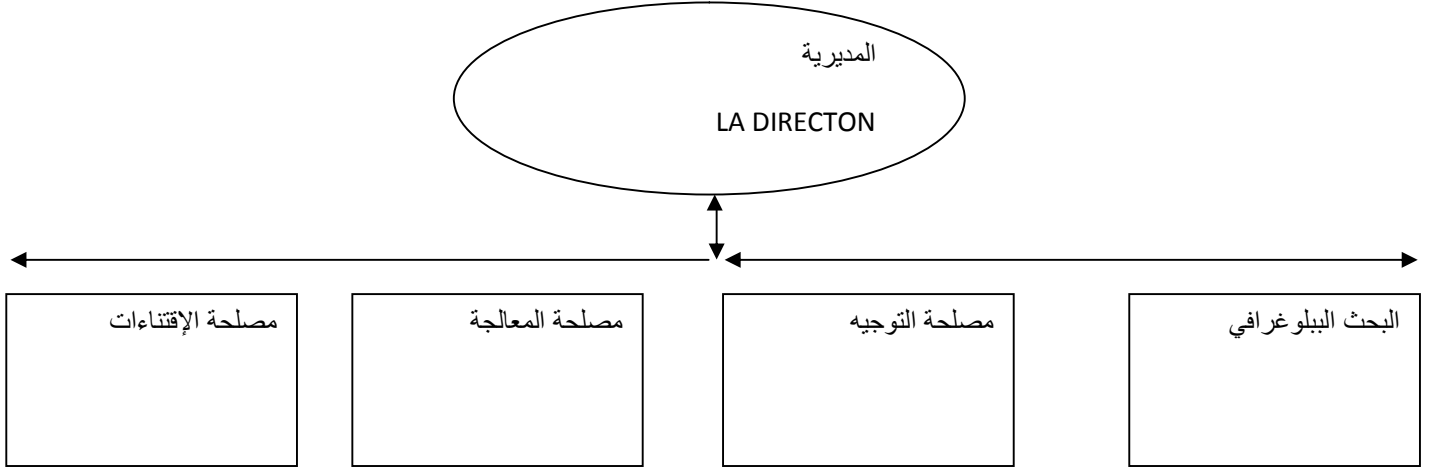 المديرية
LA DIRECTON
البحث الببلوغرافي
مصلحة التوجيه
مصلحة المعالجة
مصلحة الإقتناءات